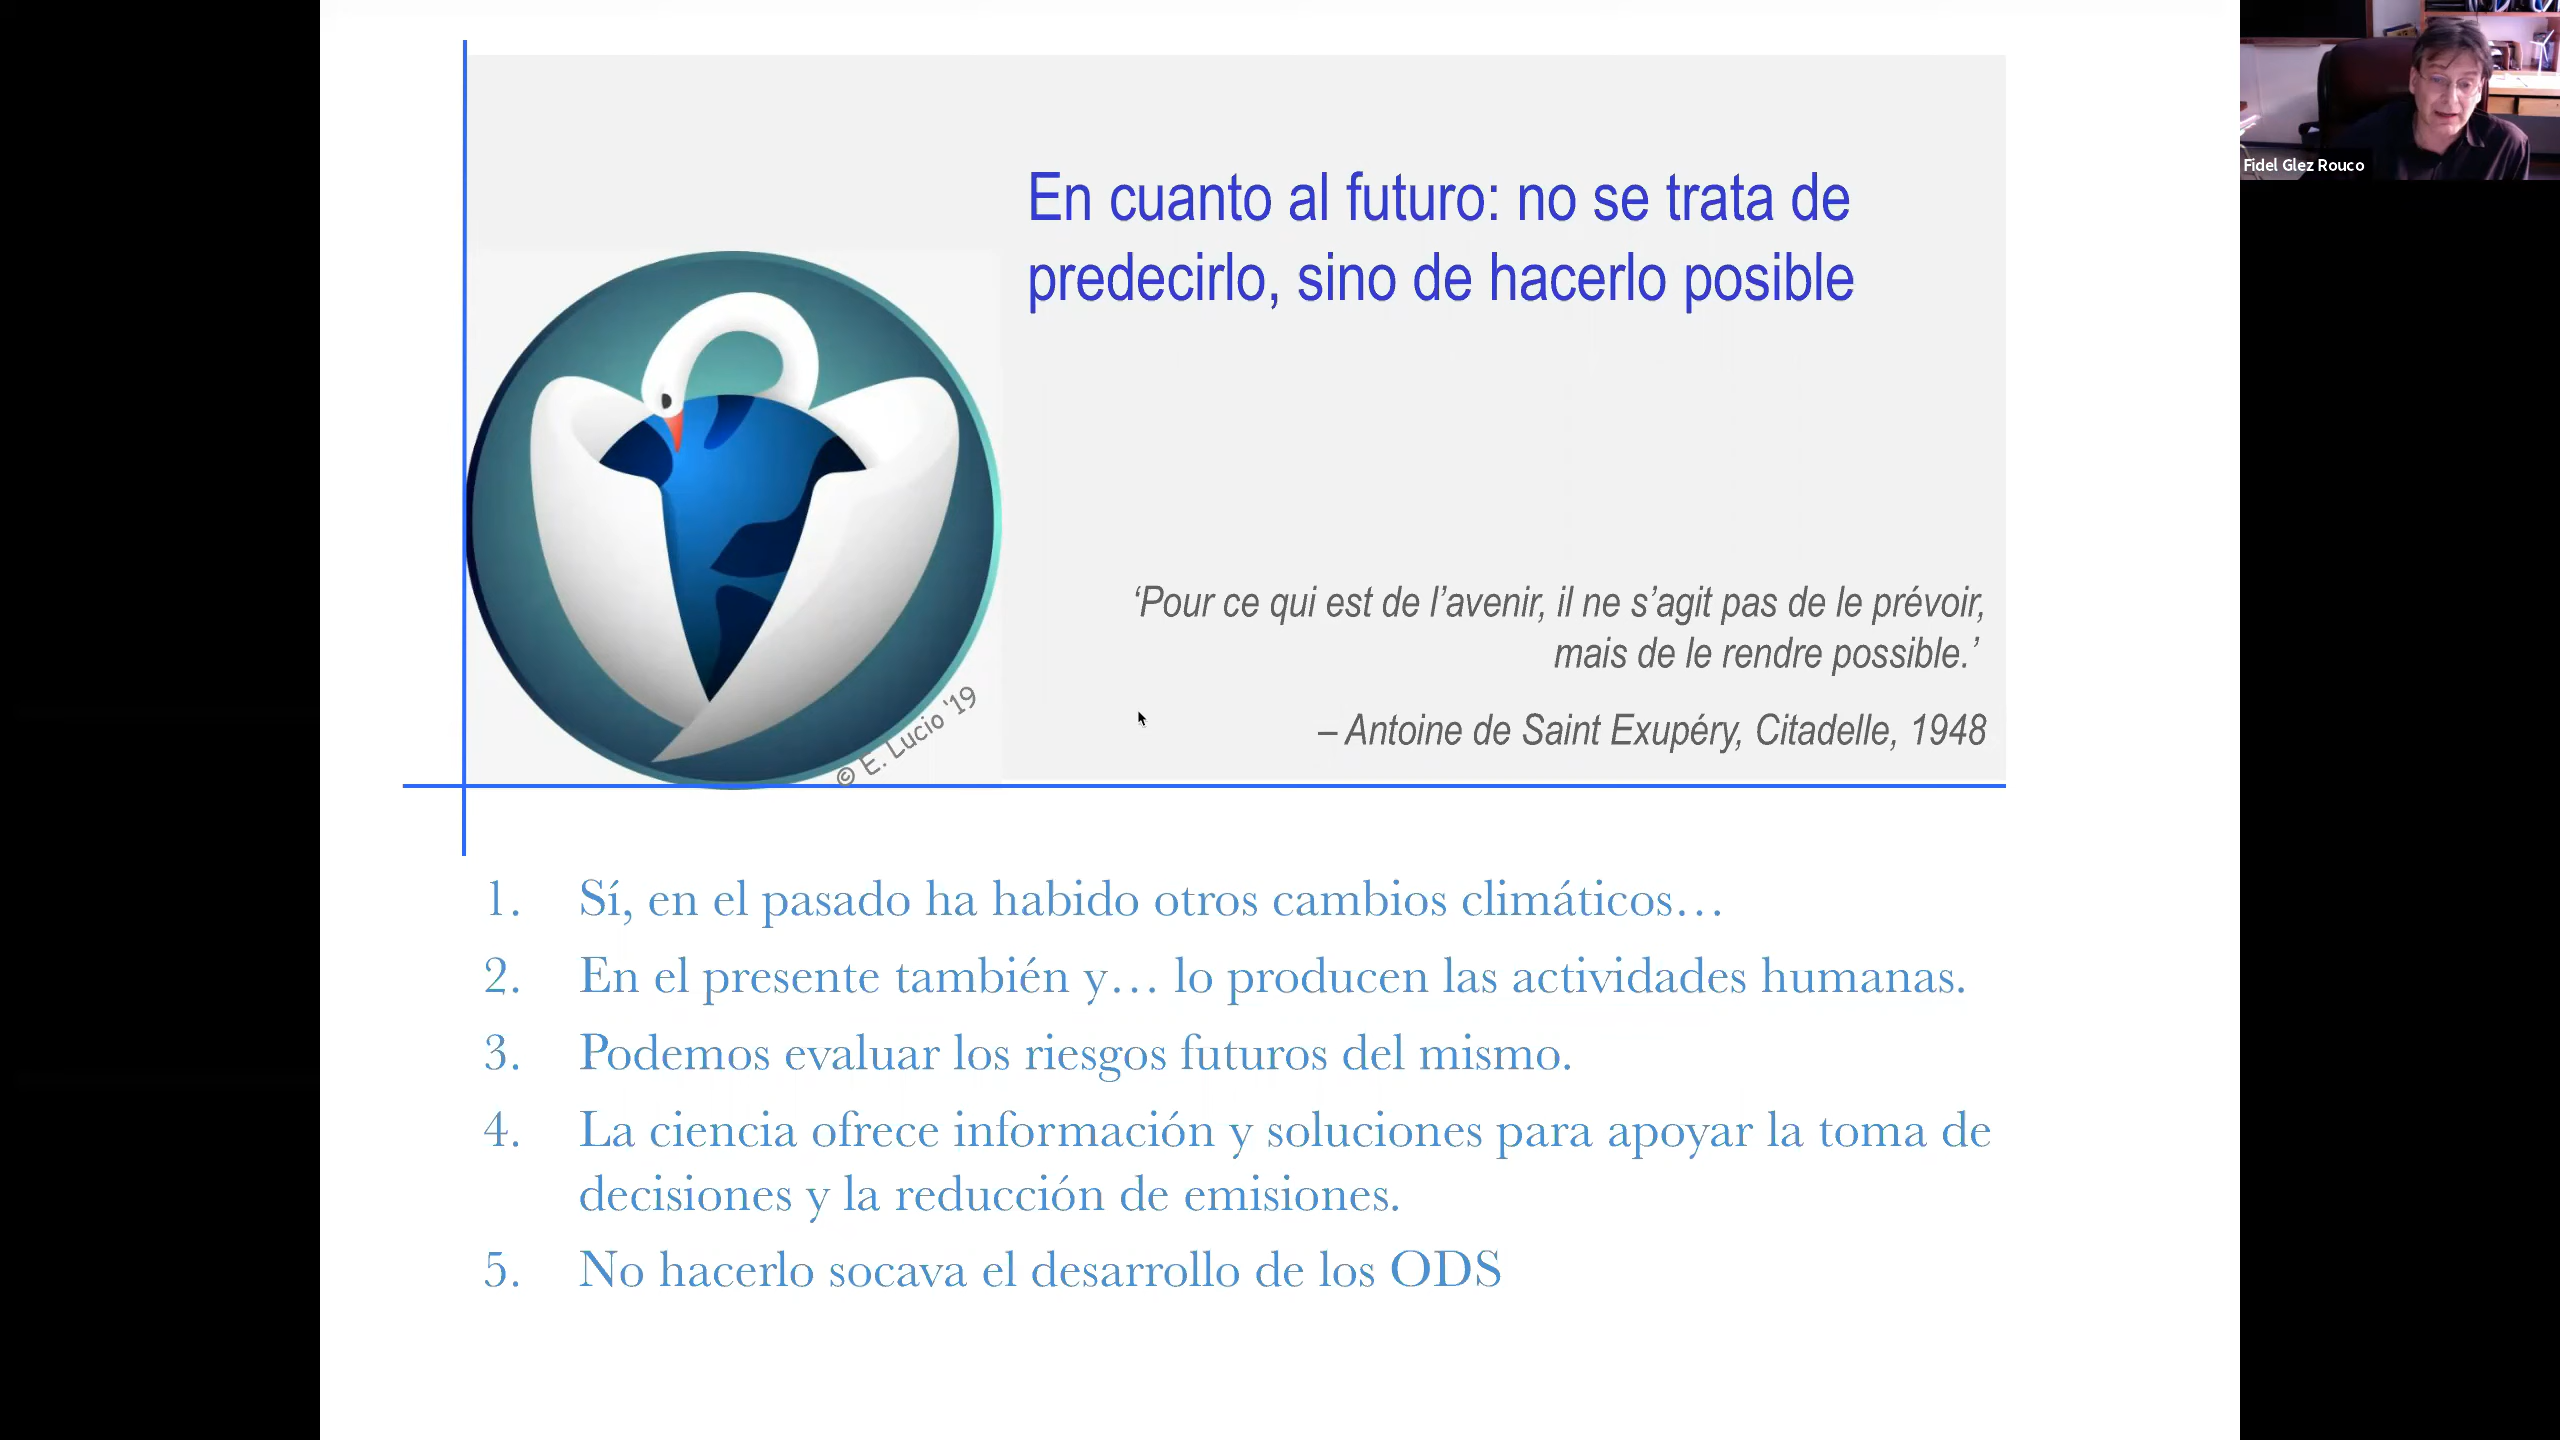 Fidel Glez Rouco
En cuanto al futuro: no se trata de
predecirlo, sino de hacerlo posible
‘Pour ce qui est de l’avenir, il ne s’agit pas de le prévoir,
mais de le rendre possible.’
– Antoine de Saint Exupéry, Citadelle, 1948
© E. Lucio '19
1. Sí, en el pasado ha habido otros cambios climáticos…
2. En el presente también y… lo producen las actividades humanas.
3. Podemos evaluar los riesgos futuros del mismo.
4. La ciencia ofrece información y soluciones para apoyar la toma de
decisiones y la reducción de emisiones.
5. No hacerlo socava el desarrollo de los ODS